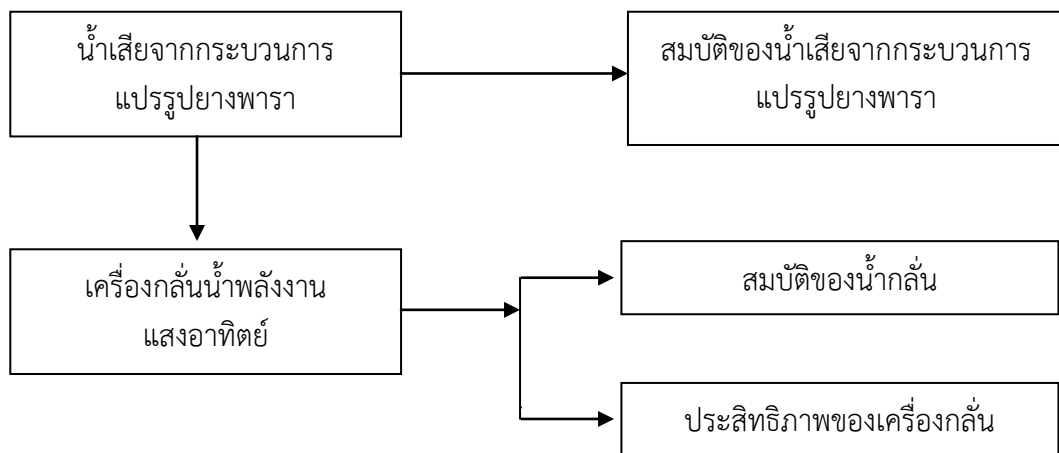 น้ำเสียจากกระบวนการ
แปรรูปยางพารา
สมบัติของน้ำเสียจากกระบวนการ
แปรรูปยางพารา
เครื่องกลั่นน้ำพลังงาน
แสงอาทิตย์
สมบัติของน้ำกลั่น
ประสิทธิภาพของเครื่องกลั่น